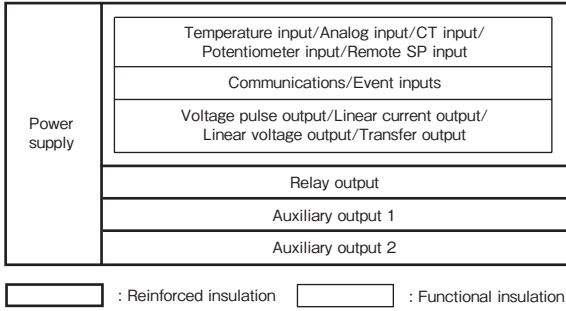 Power
supply
Temperature input/Analog input/CT input/
Potentiometer input/Remote SP input
Communications/Event inputs
Voltage pulse output/Linear current output/
Linear voltage output/Transfer output
Relay output
Auxiliary output 1
Auxiliary output 2
: Reinforced insulation
: Functional insulation